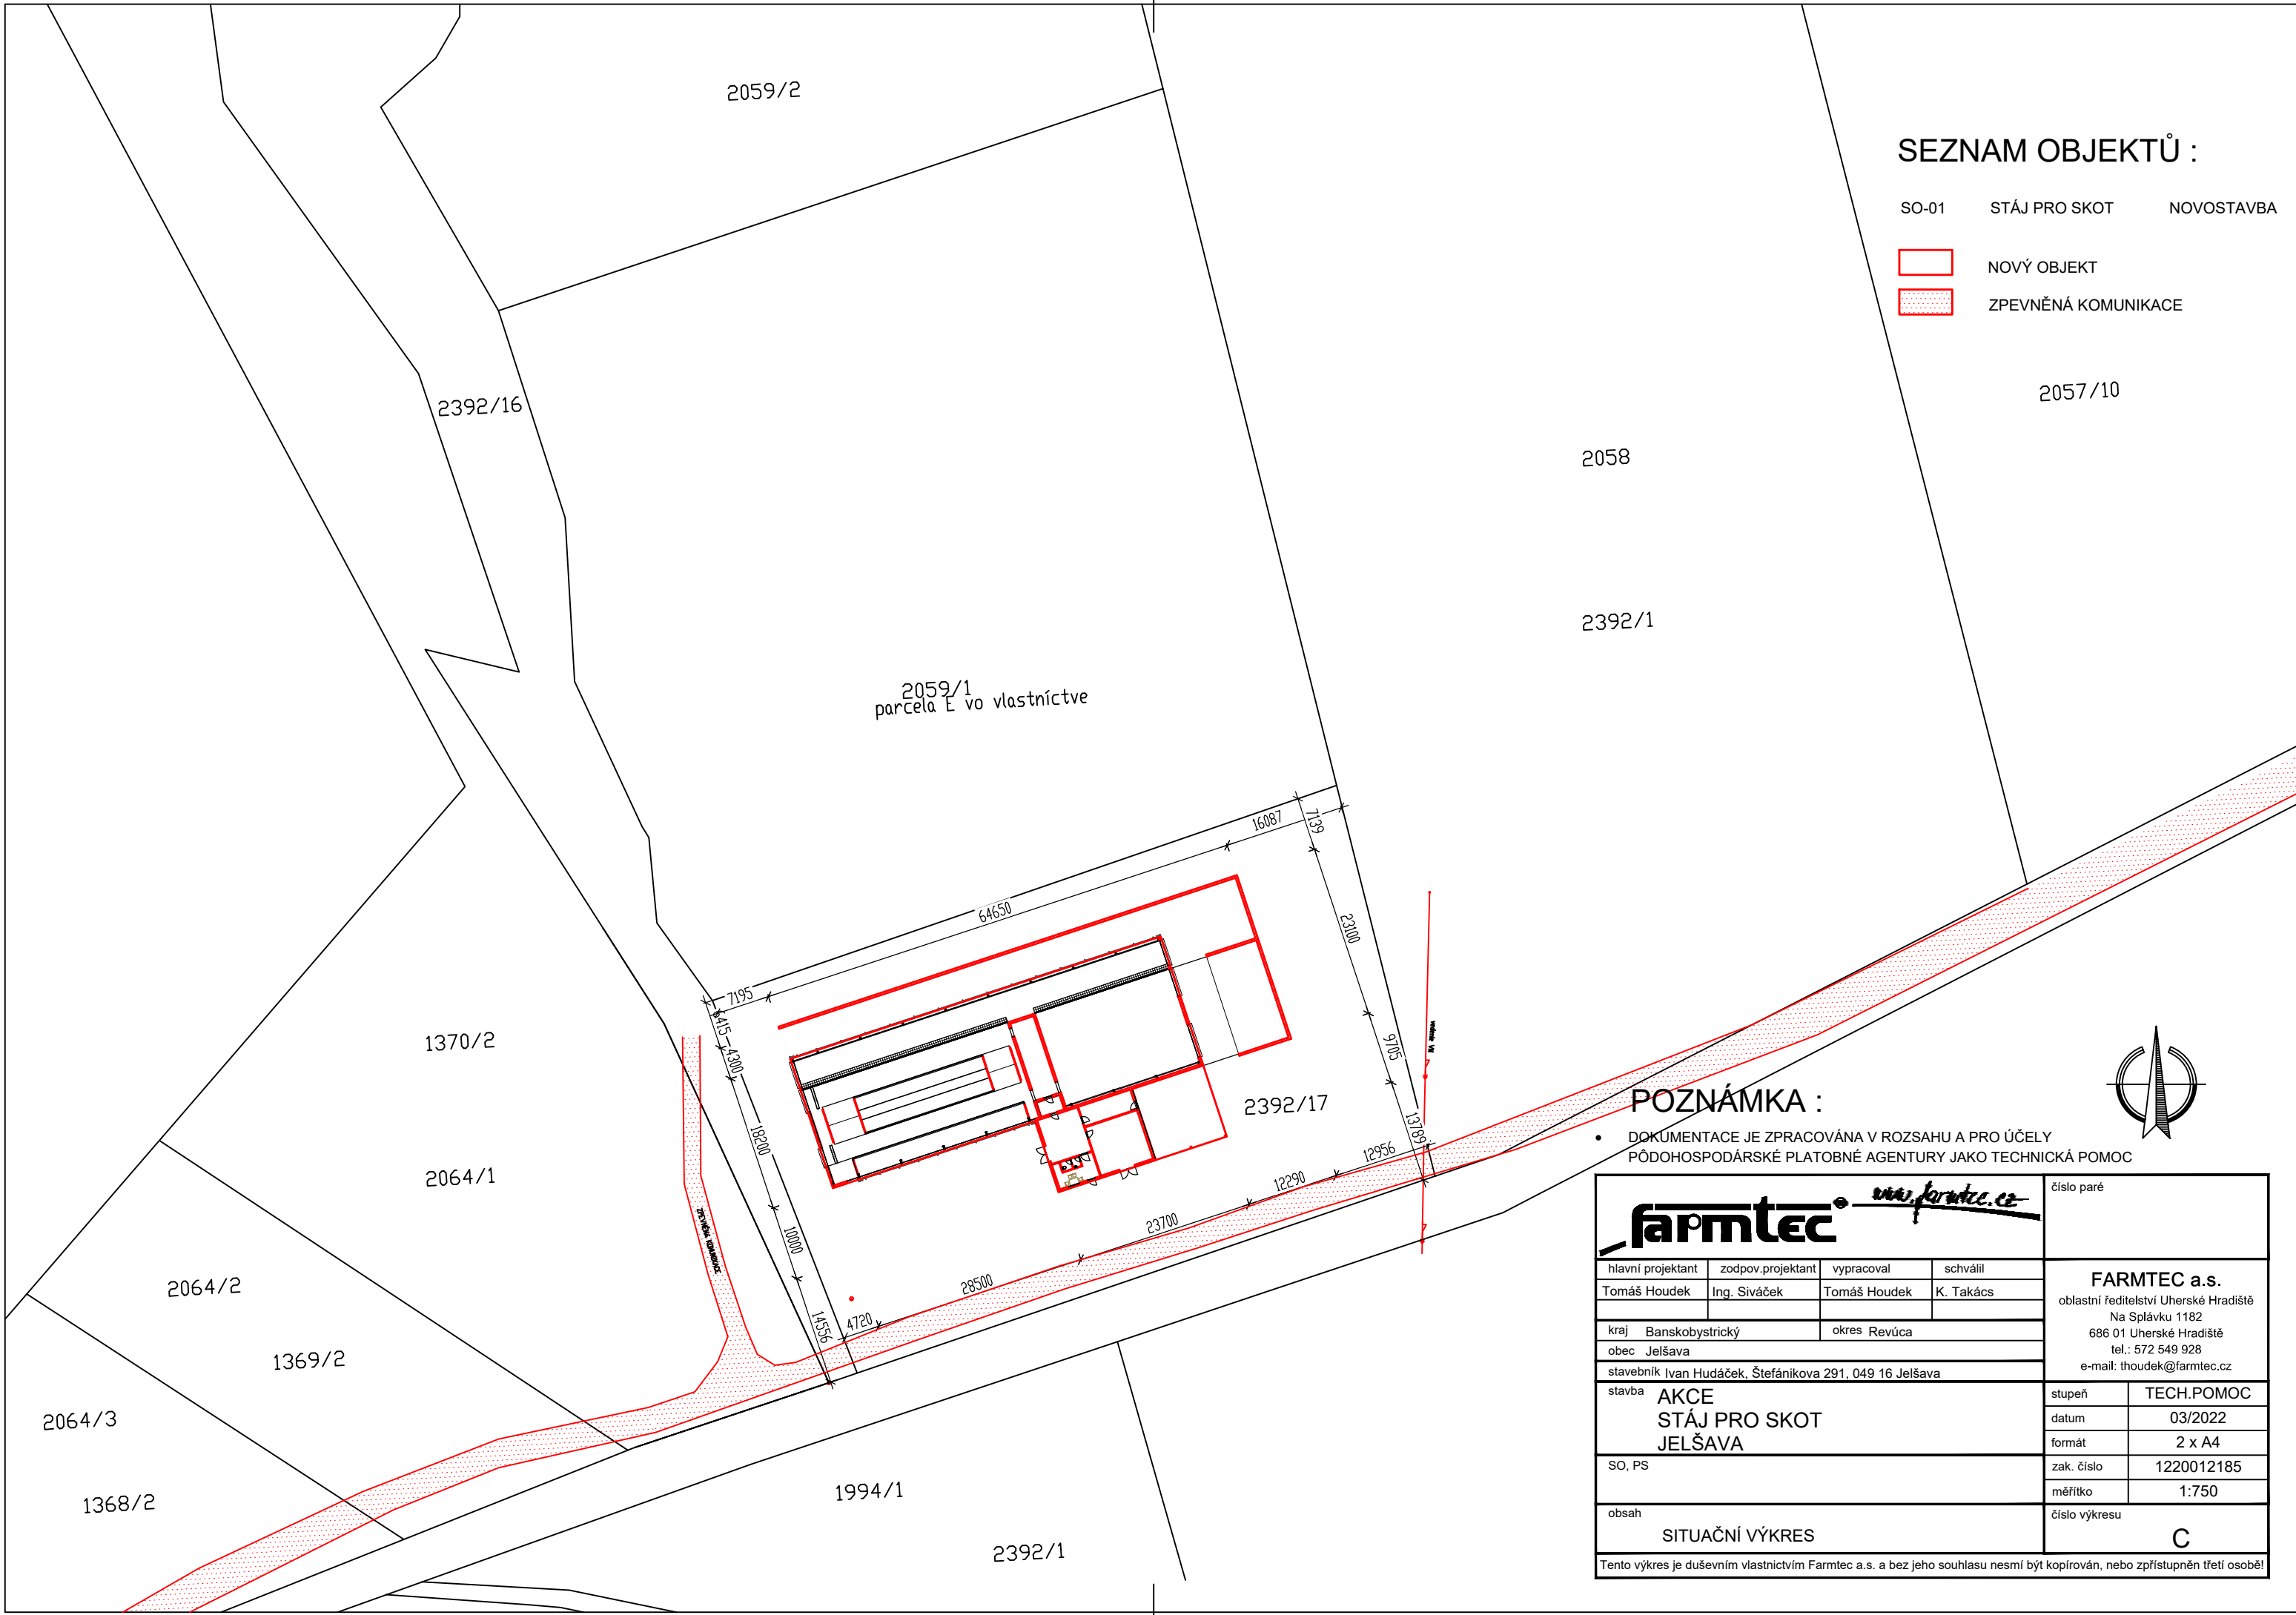 2059/2
SEZNAM OBJEKTŮ :
SO-01 STÁJ PRO SKOT NOVOSTAVBA
NOVÝ OBJEKT
ZPEVNĚNÁ KOMUNIKACE
2392/16
2057/10
2058
2392/1
2059/1
parcela E vo vlastníctve
16087
7139
64650
23100
7195
6415
4300
9705
1370/2
18200
2392/17
13789
12956
2064/1
12290
23700
10000
28500
4720
14556
ZPEVNĚNÁ KOMUNIKACE
2064/2
1369/2
2064/3
1368/2
1994/1
2392/1
POZNÁMKA :
• DOKUMENTACE JE ZPRACOVÁNA V ROZSAHU A PRO ÚČELY
PÔDOHOSPODÁRSKÉ PLATOBNÉ AGENTURY JAKO TECHNICKÁ POMOC
farmtec www.farmtec.cz
číslo paré
hlavní projektant zodpov.projektant vypracoval schválil
Tomáš Houdek Ing. Siváček Tomáš Houdek K. Takács
kraj Banskobystrický okres Revúca
obec Jelšava
stavebník Ivan Hudáček, Štefánikova 291, 049 16 Jelšava
FARMTEC a.s.
oblastní ředitelství Uherské Hradiště
Na Splávku 1182
686 01 Uherské Hradiště
tel.: 572 549 928
e-mail: thoudek@farmtec.cz
stavba AKCE
STÁJ PRO SKOT
JELŠAVA
stupeň TECH.POMOC
datum 03/2022
formát 2 x A4
zak. číslo 1220012185
měřítko 1:750
SO, PS
obsah
SITUAČNÍ VÝKRES
číslo výkresu
C
Tento výkres je duševním vlastnictvím Farmtec a.s. a bez jeho souhlasu nesmí být kopírován, nebo zpřístupněn třetí osobě!